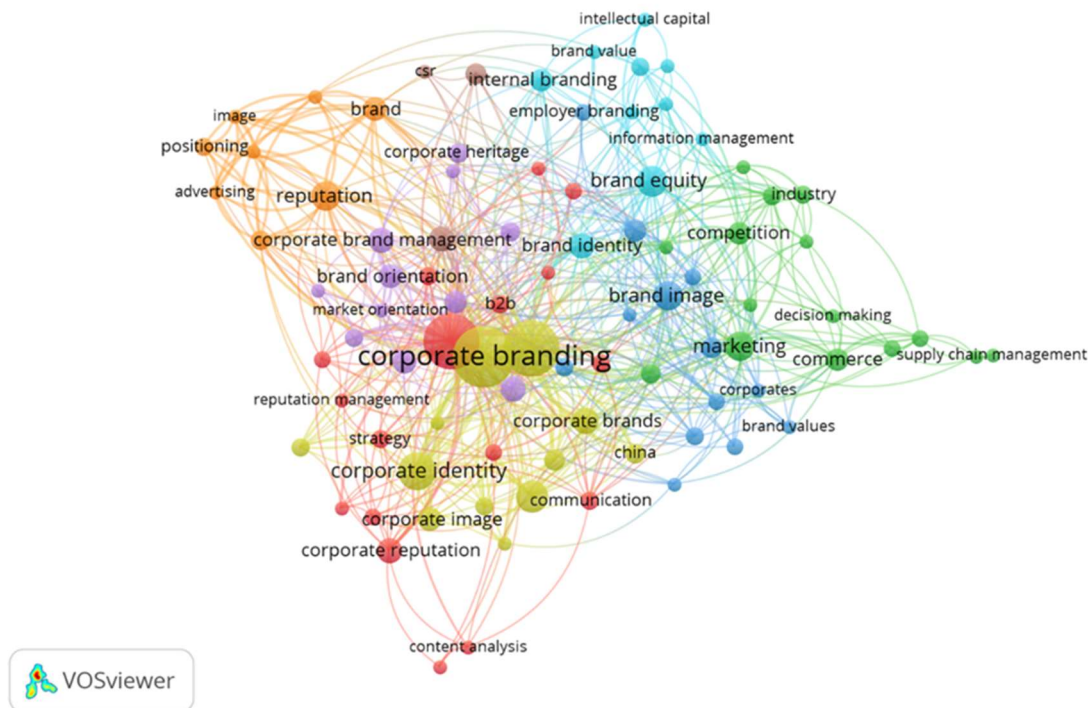 intellectual capital
brand value
csr
internal branding
brand
employer branding
image
information management
positioning
corporate heritage
brand equity
advertising
reputation
industry
competition
corporate brand management
brand identity
brand orientation
brand image
b2b
market orientation
decision making
marketing
corporate branding
commerce
supply chain management
corporates
reputation management
corporate brands
brand values
strategy
china
corporate identity
communication
corporate image
corporate reputation
content analysis
VOSviewer